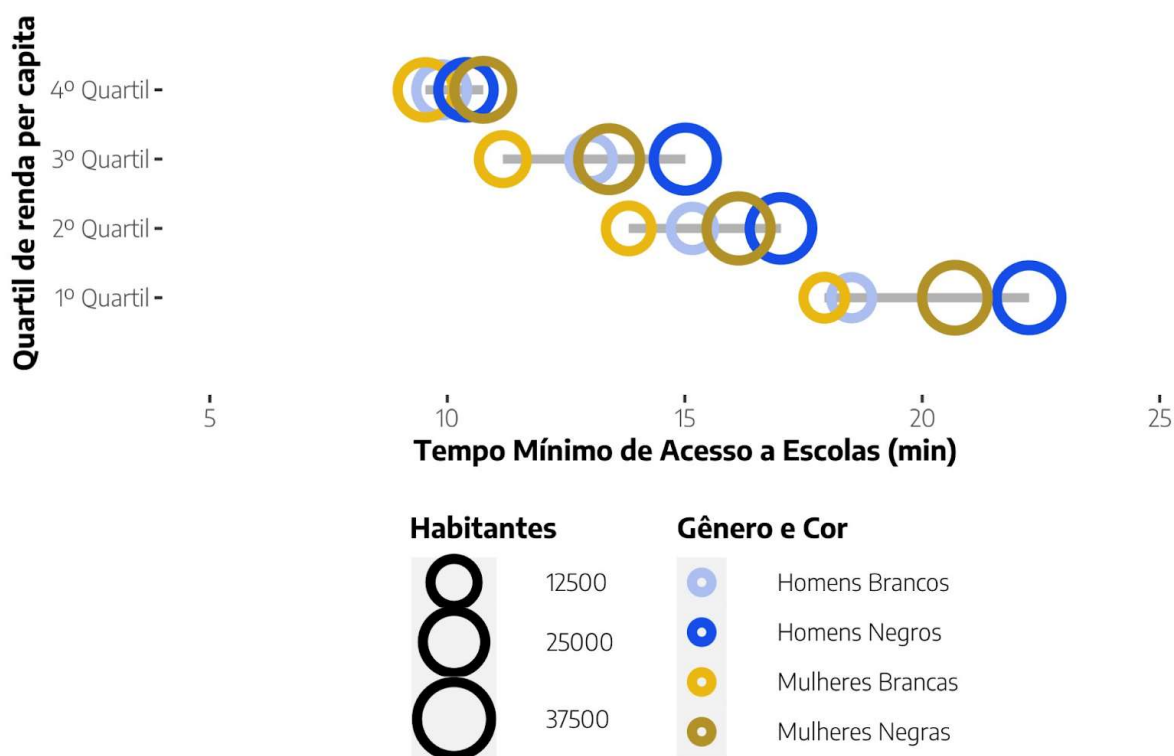 Quartil de renda per capita
4º Quartil
3º Quartil
2º Quartil
1º Quartil
5 10 15 20 25
Tempo Mínimo de Acesso a Escolas (min)
Habitantes
12500
25000
37500
Gênero e Cor
Homens Brancos
Homens Negros
Mulheres Brancas
Mulheres Negras